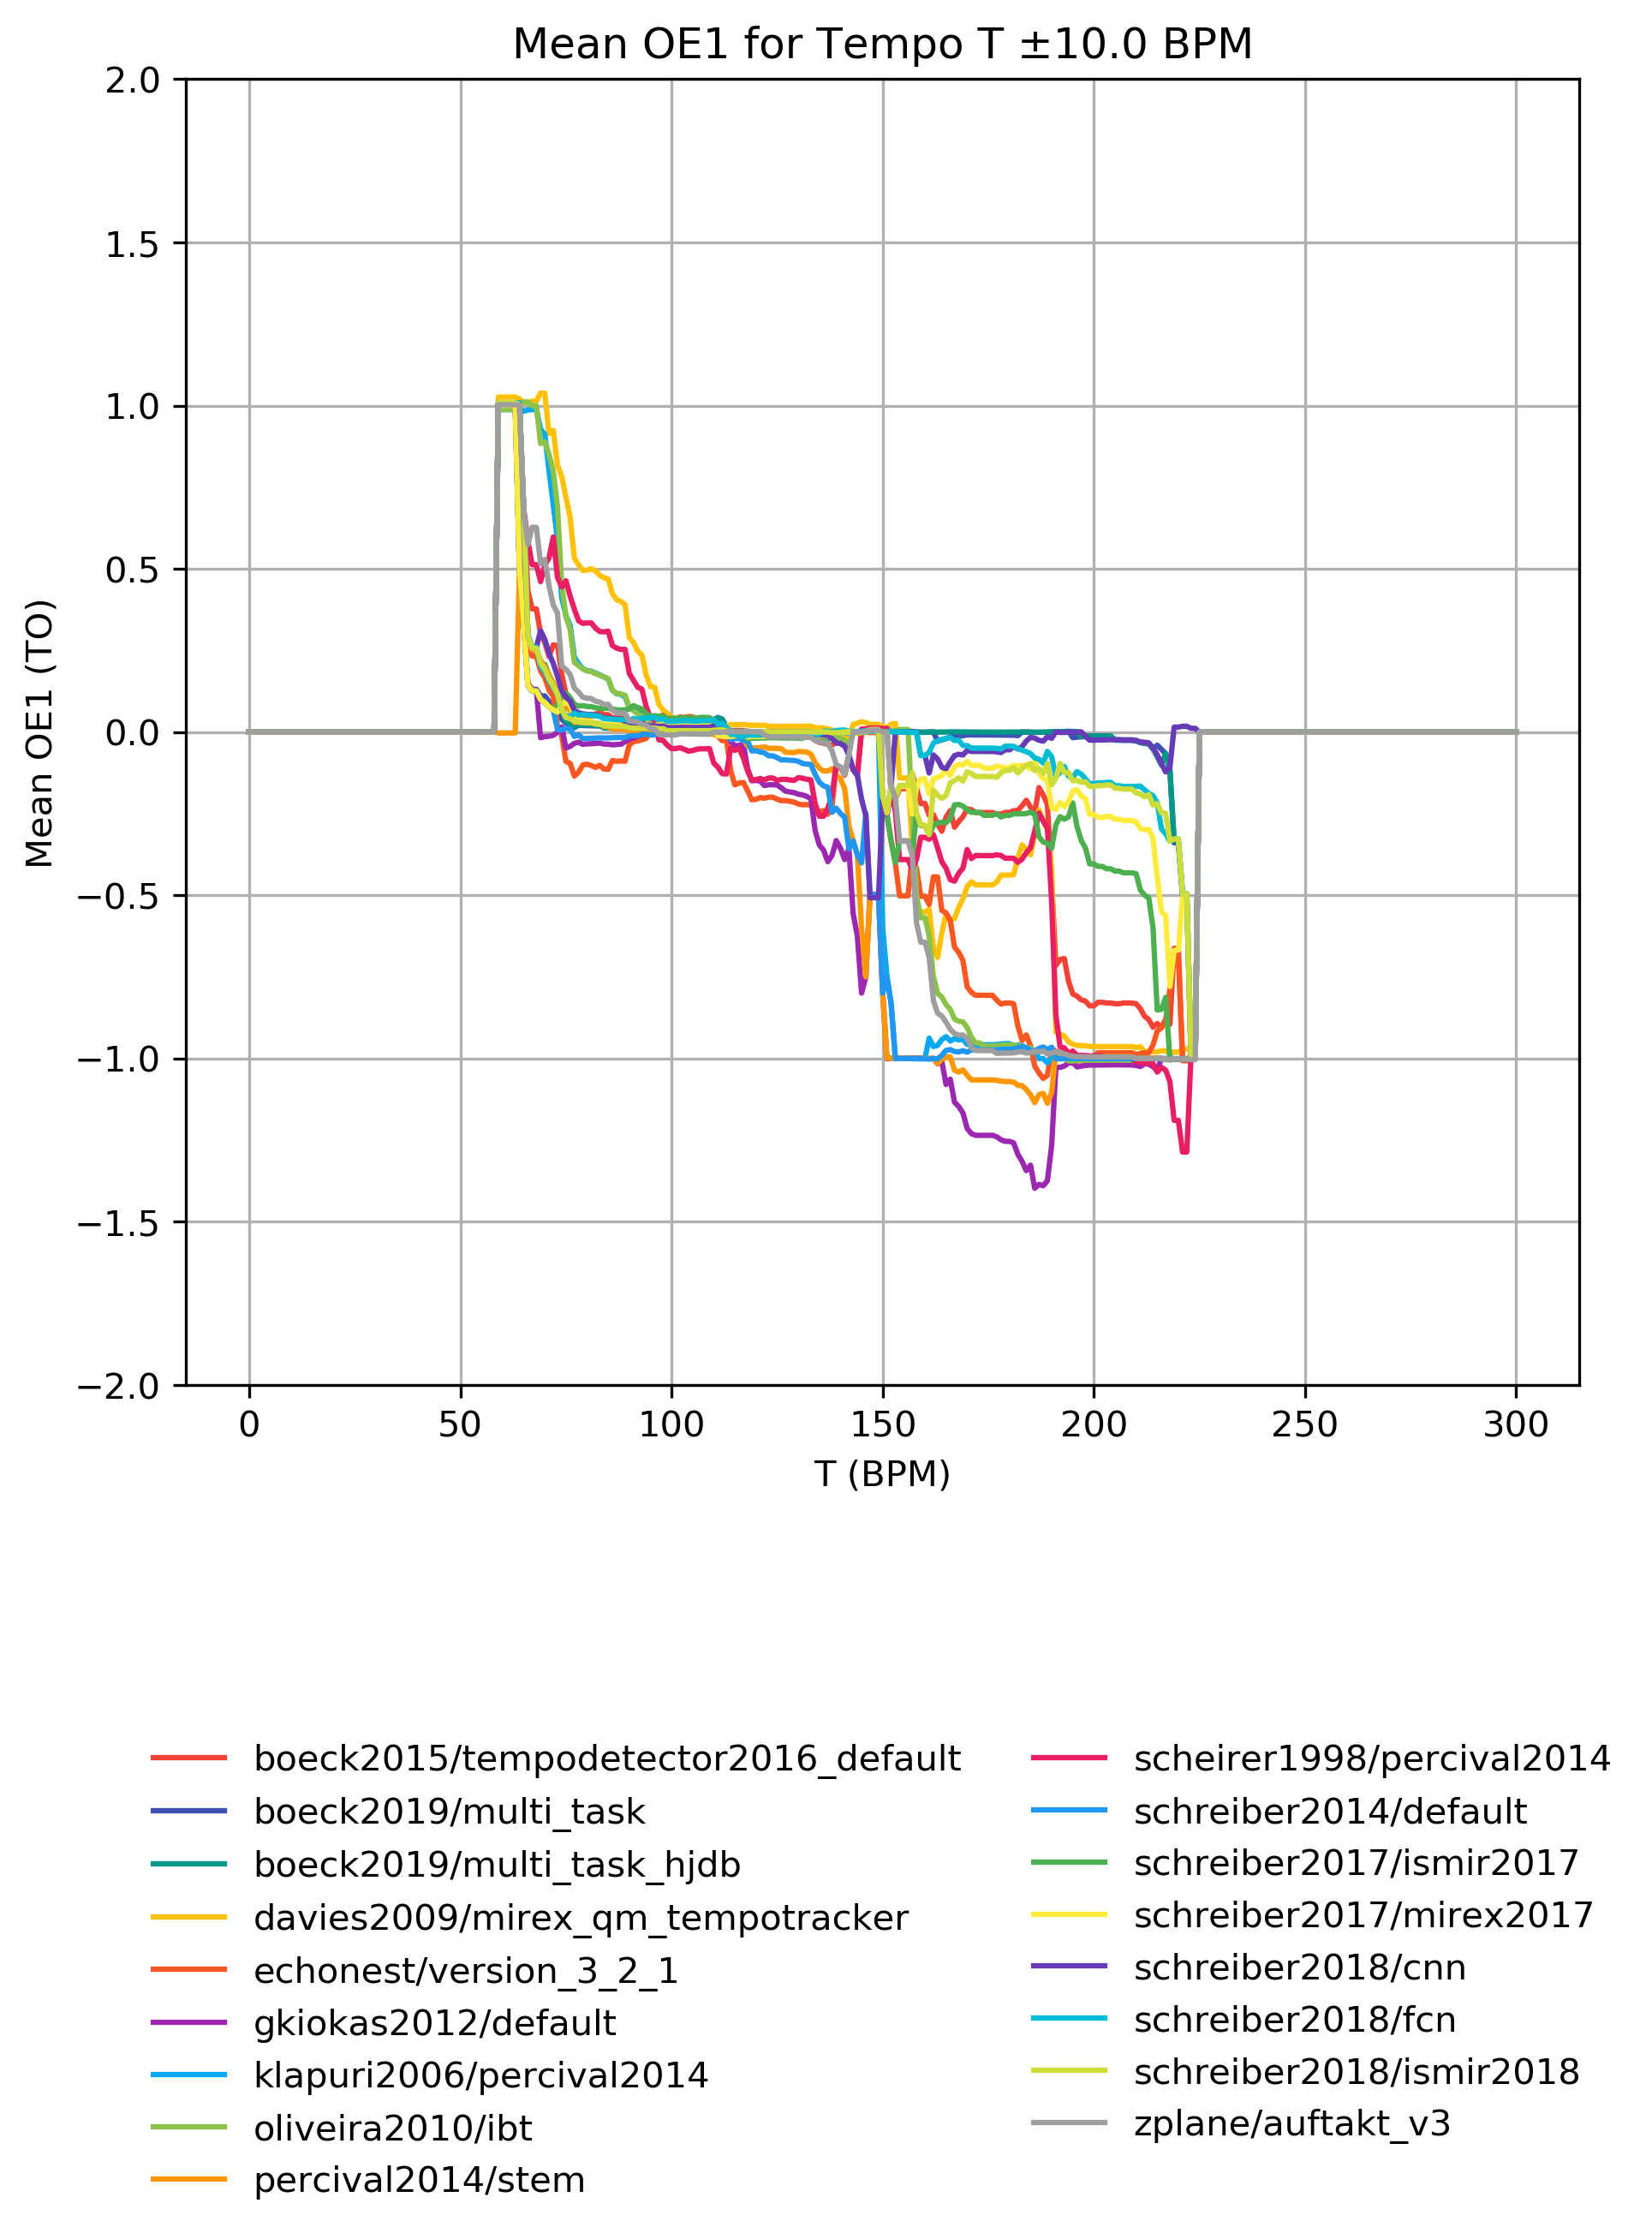 Mean OE1 for Tempo T ±10.0 BPM
2.0
1.5
1.0
0.5
0.0
−0.5
−1.0
−1.5
−2.0
Mean OE1 (TO)
0 50 100 150 200 250 300
T (BPM)
boeck2015/tempodetector2016_default
boeck2019/multi_task
boeck2019/multi_task_hjdb
davies2009/mirex_qm_tempotracker
echonest/version_3_2_1
gkiokas2012/default
klapuri2006/percival2014
oliveira2010/ibt
percival2014/stem
scheirer1998/percival2014
schreiber2014/default
schreiber2017/ismir2017
schreiber2017/mirex2017
schreiber2018/cnn
schreiber2018/fcn
schreiber2018/ismir2018
zplane/auftakt_v3